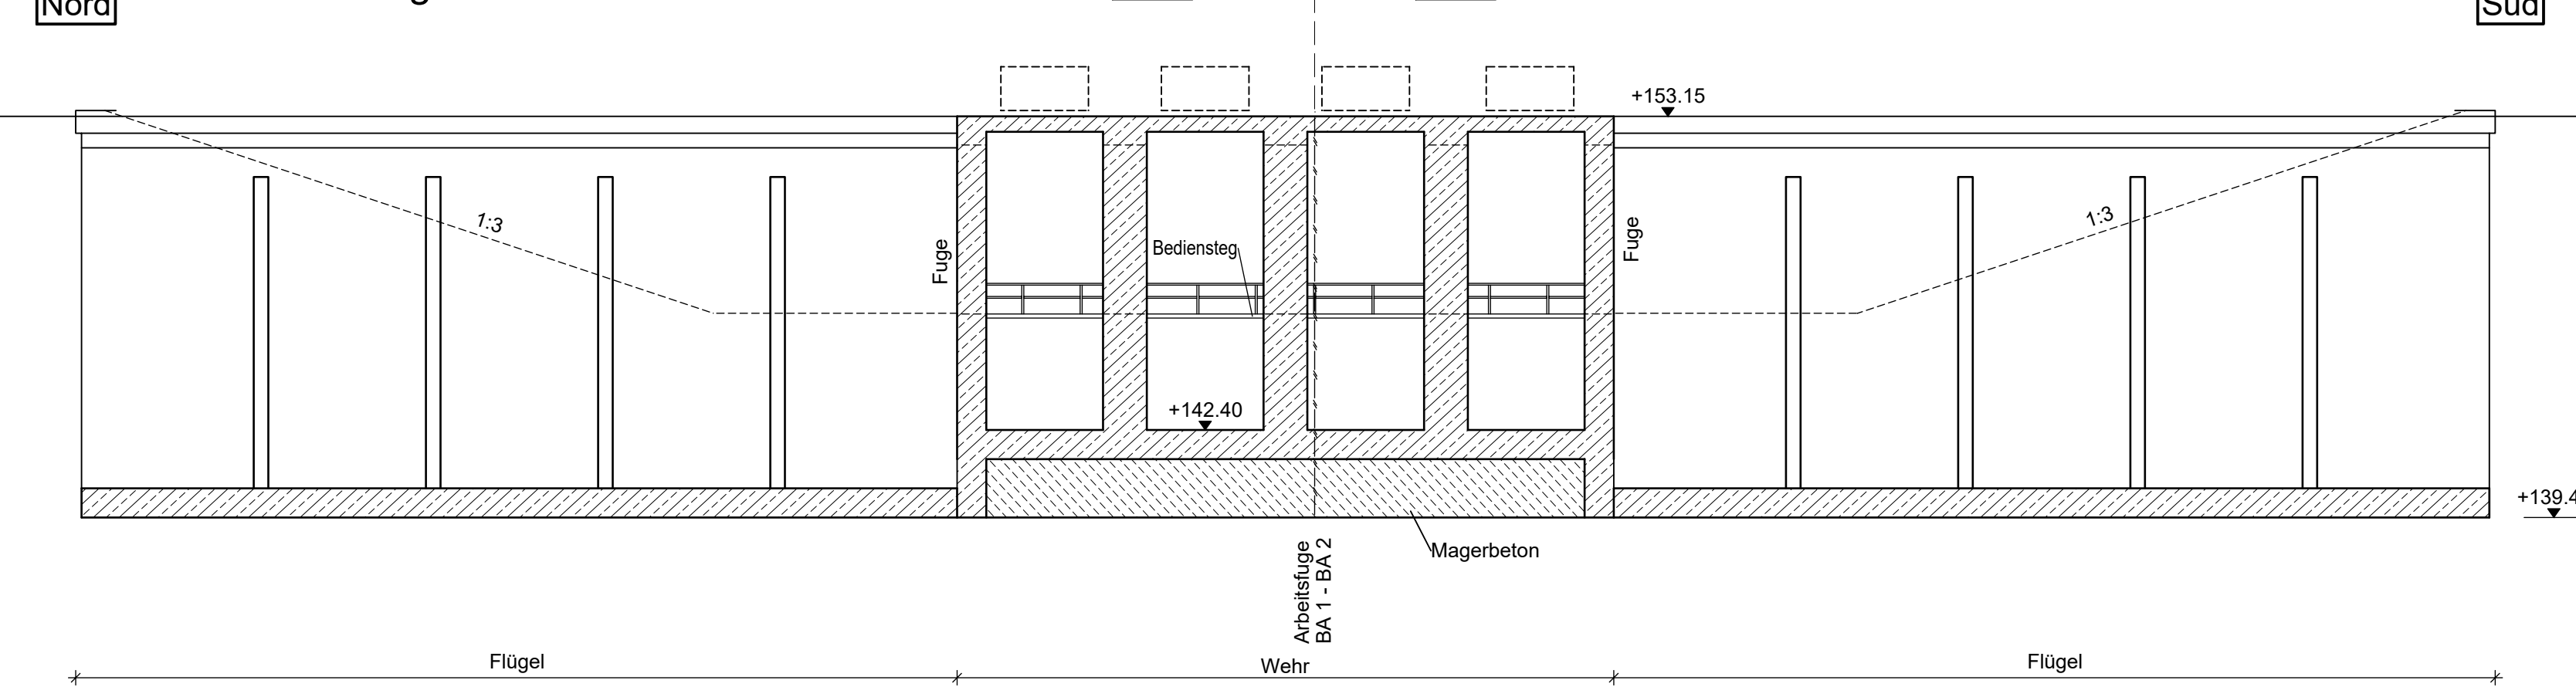 Nord
Süd
+153.15
1:3
1:3
Fuge
Fuge
Bediensteg
+142.40
+139.4
Magerbeton
Arbeitsfuge
BA 1 - BA 2
Flügel
Wehr
Flügel